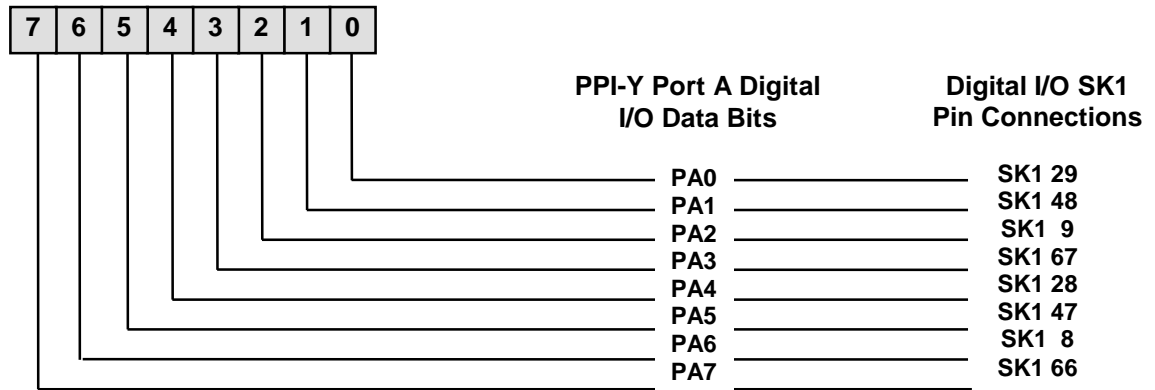 7 6 5 4 3 2 1 0
PPI-Y Port A Digital Digital I/O SK1
I/O Data Bits Pin Connections
PA0 SK1 29
PA1 SK1 48
PA2 SK1 9
PA3 SK1 67
PA4 SK1 28
PA5 SK1 47
PA6 SK1 8
PA7 SK1 66